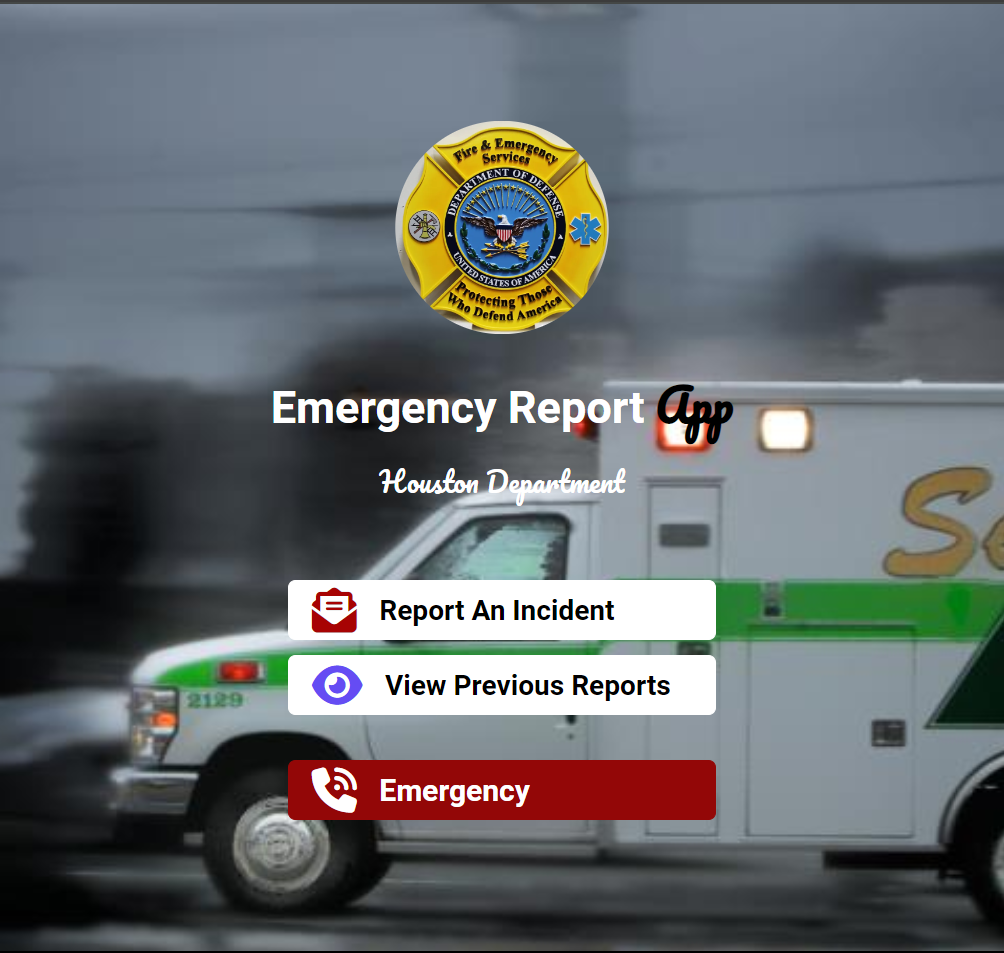 Fire & Emergency
Services
DEPARTMENT OF DEFENSE
UNITED STATES OF AMERICA
Protecting Those
Who Defend America
Emergency Report App
Houston Department
Report An Incident
2129
View Previous Reports
Emergency